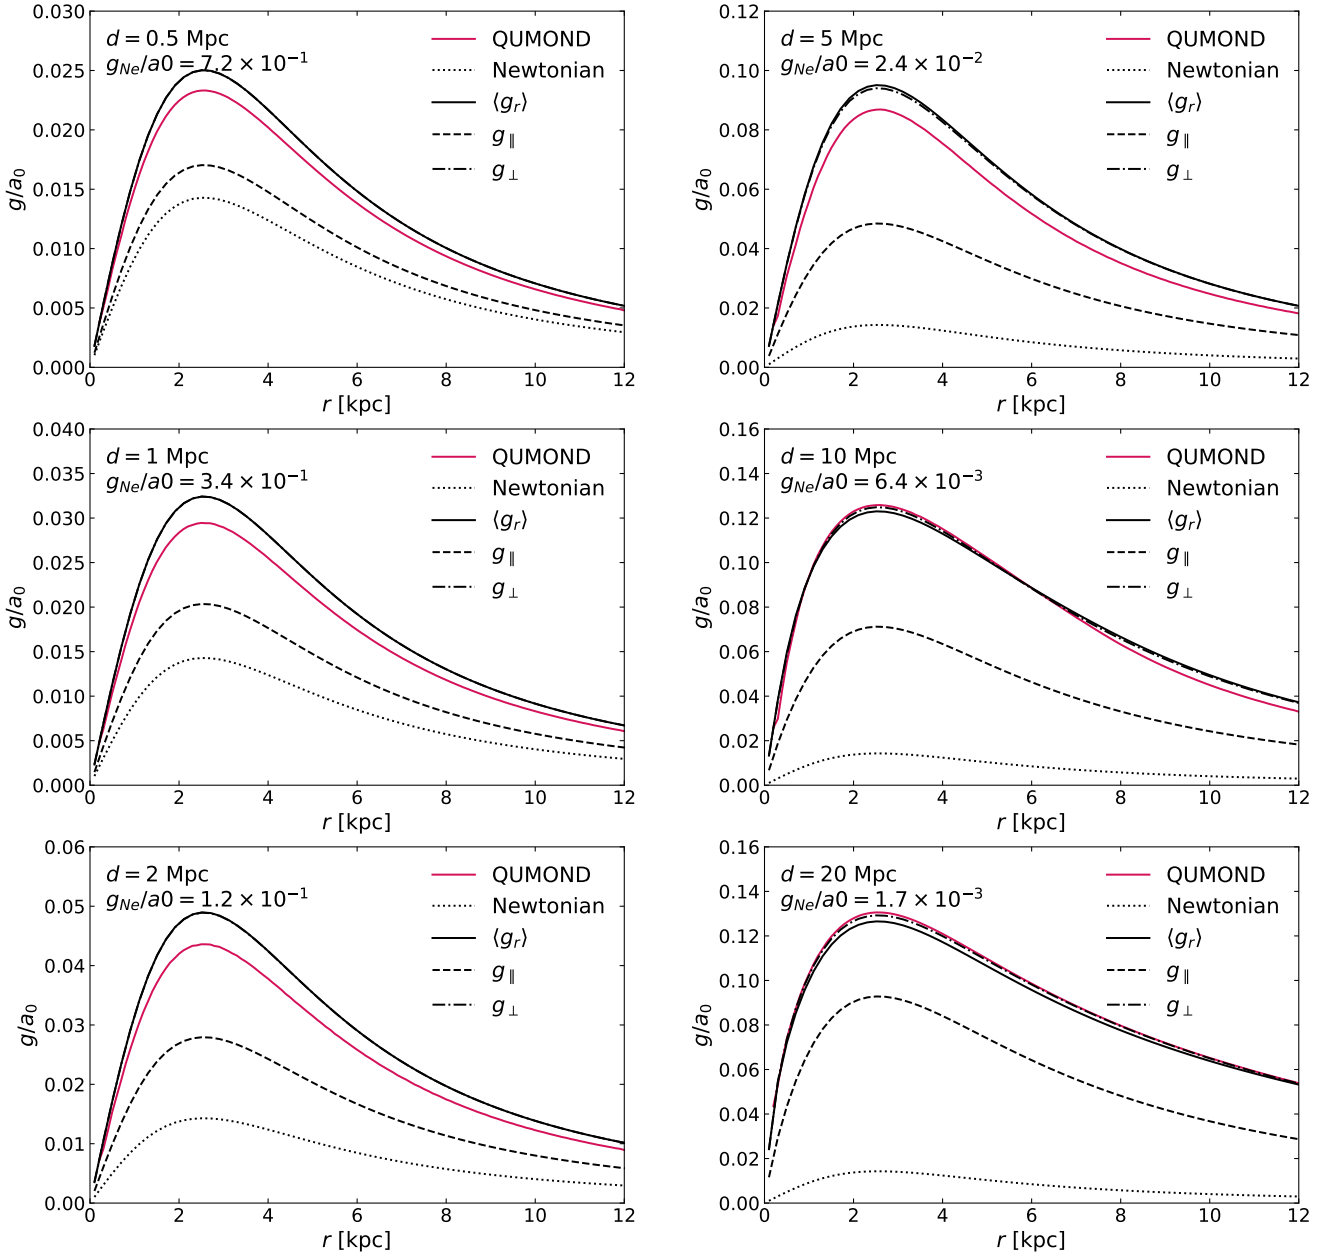 0.030
0.025
0.020
0.015
0.010
0.005
0.000
g/a₀
d = 0.5 Mpc
g_Ne/a0 = 7.2 × 10⁻¹
QUMOND
Newtonian
⟨g_r⟩
g_∥
g_⊥
0 2 4 6 8 10 12
r [kpc]
0.12
0.10
0.08
0.06
0.04
0.02
0.00
g/a₀
d = 5 Mpc
g_Ne/a0 = 2.4 × 10⁻²
QUMOND
Newtonian
⟨g_r⟩
g_∥
g_⊥
0 2 4 6 8 10 12
r [kpc]
0.040
0.035
0.030
0.025
0.020
0.015
0.010
0.005
0.000
g/a₀
d = 1 Mpc
g_Ne/a0 = 3.4 × 10⁻¹
QUMOND
Newtonian
⟨g_r⟩
g_∥
g_⊥
0 2 4 6 8 10 12
r [kpc]
0.16
0.14
0.12
0.10
0.08
0.06
0.04
0.02
0.00
g/a₀
d = 10 Mpc
g_Ne/a0 = 6.4 × 10⁻³
QUMOND
Newtonian
⟨g_r⟩
g_∥
g_⊥
0 2 4 6 8 10 12
r [kpc]
0.06
0.05
0.04
0.03
0.02
0.01
0.00
g/a₀
d = 2 Mpc
g_Ne/a0 = 1.2 × 10⁻¹
QUMOND
Newtonian
⟨g_r⟩
g_∥
g_⊥
0 2 4 6 8 10 12
r [kpc]
0.16
0.14
0.12
0.10
0.08
0.06
0.04
0.02
0.00
g/a₀
d = 20 Mpc
g_Ne/a0 = 1.7 × 10⁻³
QUMOND
Newtonian
⟨g_r⟩
g_∥
g_⊥
0 2 4 6 8 10 12
r [kpc]